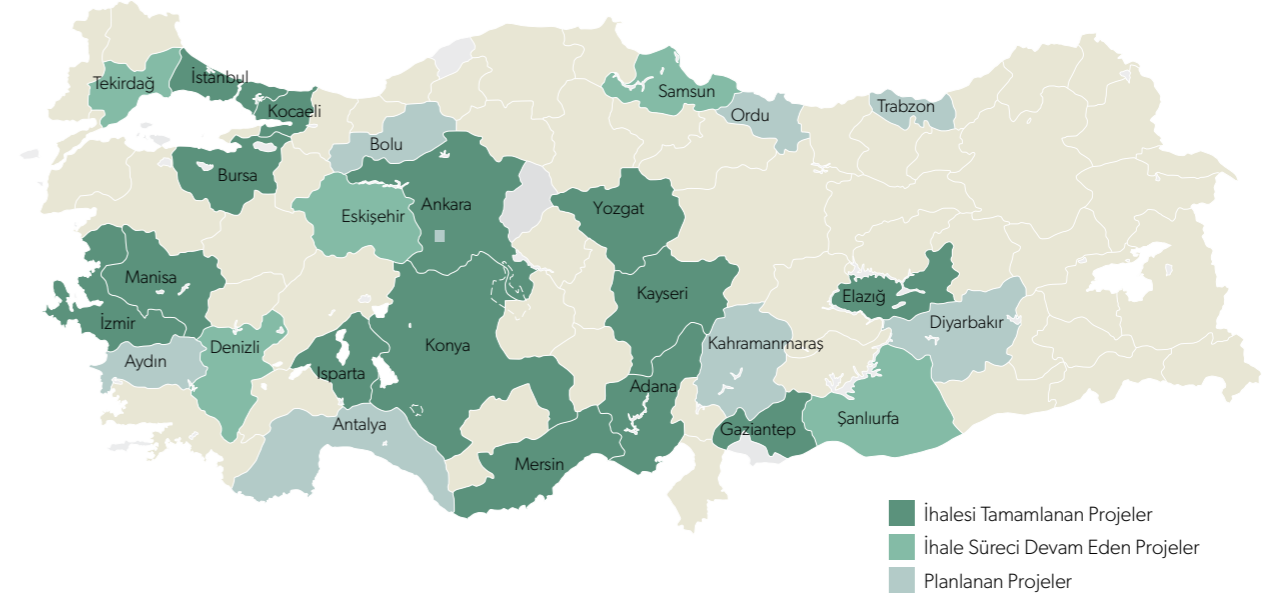 Tekirdağ
İstanbul
Kocaeli
Samsun
Ordu
Trabzon
Bolu
Bursa
Eskişehir
Ankara
Yozgat
Manisa
İzmir
Aydın
Denizli
Isparta
Konya
Kayseri
Elazığ
Diyarbakır
Kahramanmaraş
Adana
Antalya
Gaziantep
Şanlıurfa
Mersin
İhalesi Tamamlanan Projeler
İhale Süreci Devam Eden Projeler
Planlanan Projeler